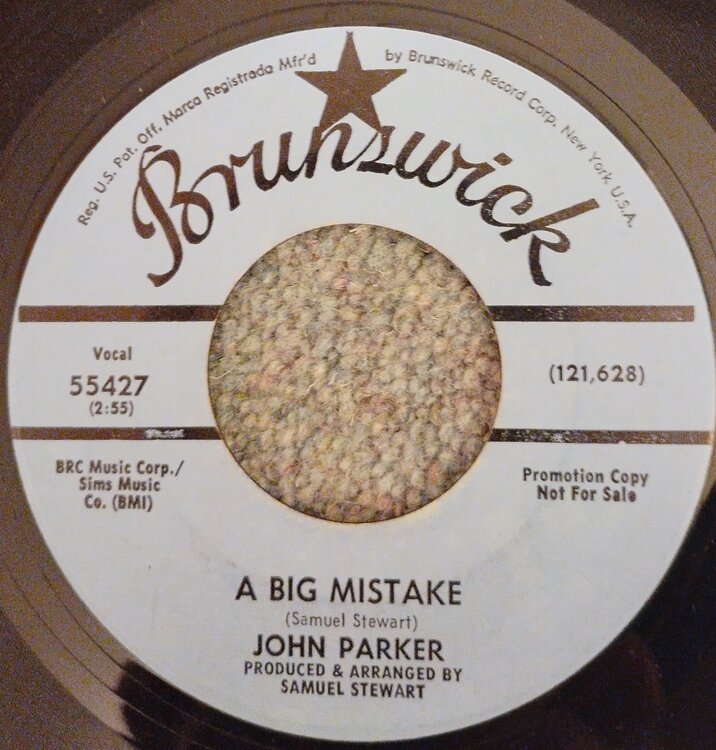 Reg. U.S. Pat. Off. Marca Registrada Mfr'd by Brunswick Record Corp. New York U.S.A.
Brunswick
Vocal
55427
(2:55)
(121,628)
BRC Music Corp./
Sims Music
Co. (BMI)
Promotion Copy
Not For Sale
A BIG MISTAKE
(Samuel Stewart)
JOHN PARKER
PRODUCED & ARRANGED BY
SAMUEL STEWART